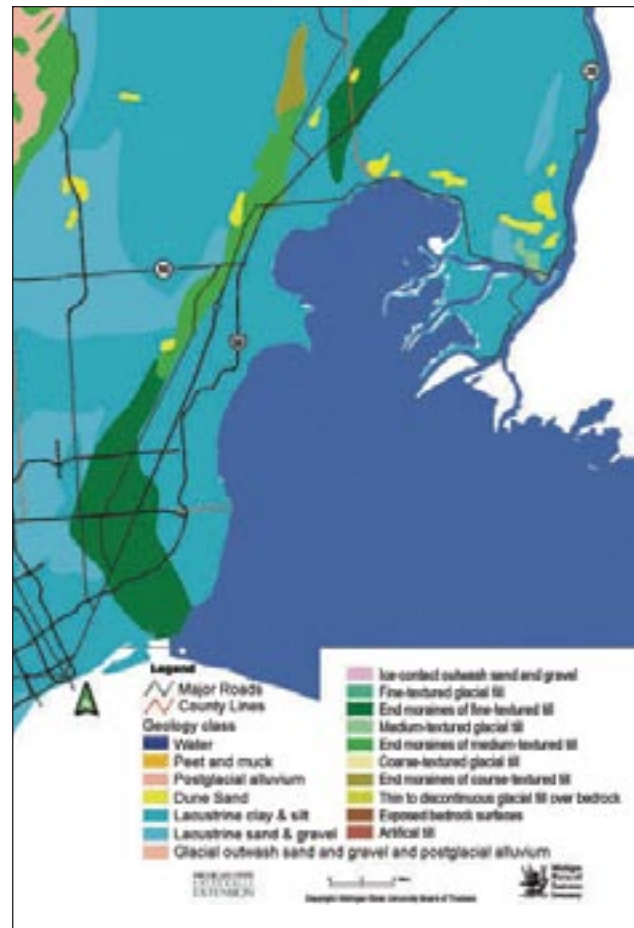 Legend
Major Roads
County Lines
Geology class
Water
Peet and muck
Postglacial alluvium
Dune Sand
Lacustrine clay & silt
Lacustrine sand & gravel
Glacial outwash sand and gravel and postglacial alluvium
Ice-contact outwash sand and gravel
Fine-textured glacial till
End moraines of fine-textured till
Medium-textured glacial till
End moraines of medium-textured till
Coarse-textured glacial till
End moraines of coarse-textured till
Thin to discontinuous glacial till over bedrock
Exposed bedrock surfaces
Artifical till
EXTENSION
Copyright Michigan State University Board of Trustees